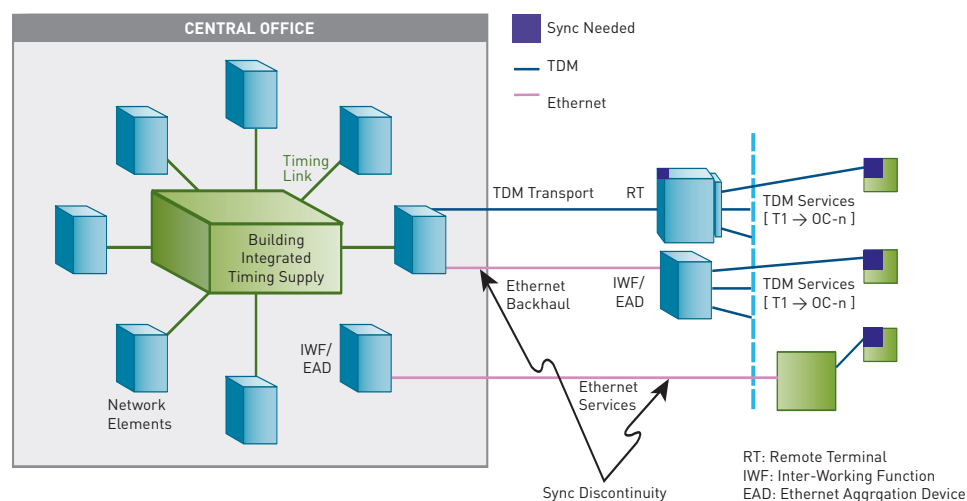 CENTRAL OFFICE
Sync Needed
TDM
Ethernet
Timing
Link
TDM Transport
RT
TDM Services
[ T1 → OC-n ]
Building
Integrated
Timing Supply
Ethernet
Backhaul
IWF/
EAD
TDM Services
[ T1 → OC-n ]
IWF/
EAD
Ethernet
Services
Network
Elements
Sync Discontinuity
RT: Remote Terminal
IWF: Inter-Working Function
EAD: Ethernet Aggrgation Device